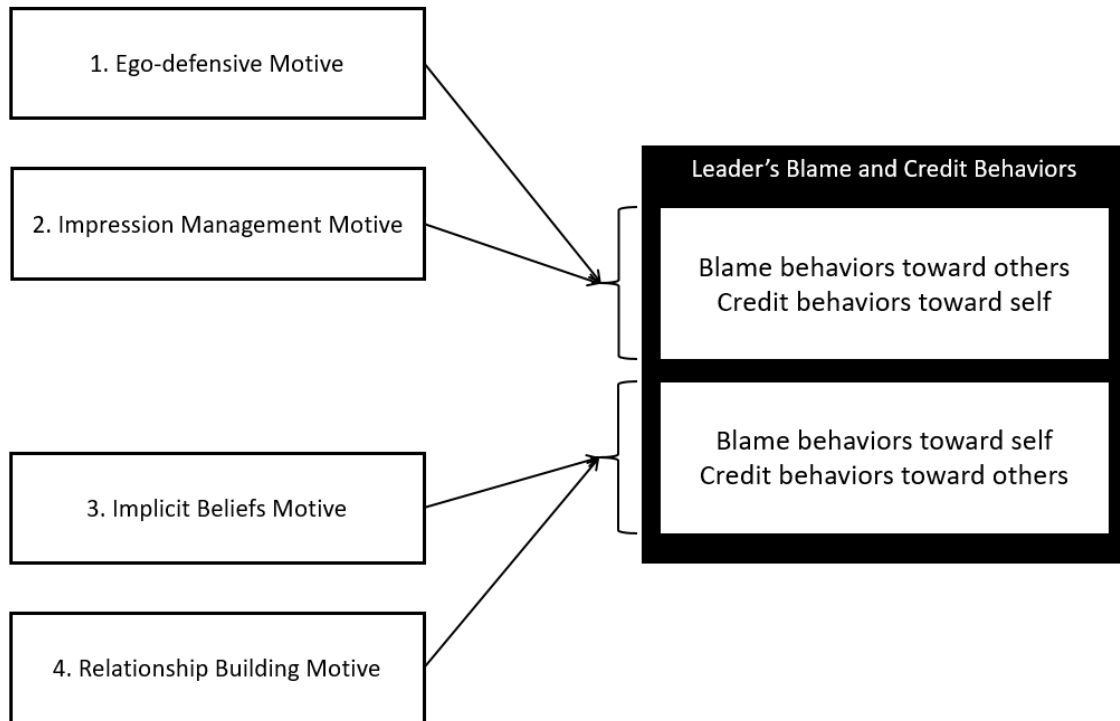 1. Ego-defensive Motive
2. Impression Management Motive
3. Implicit Beliefs Motive
4. Relationship Building Motive
Leader’s Blame and Credit Behaviors
Blame behaviors toward others
Credit behaviors toward self
Blame behaviors toward self
Credit behaviors toward others